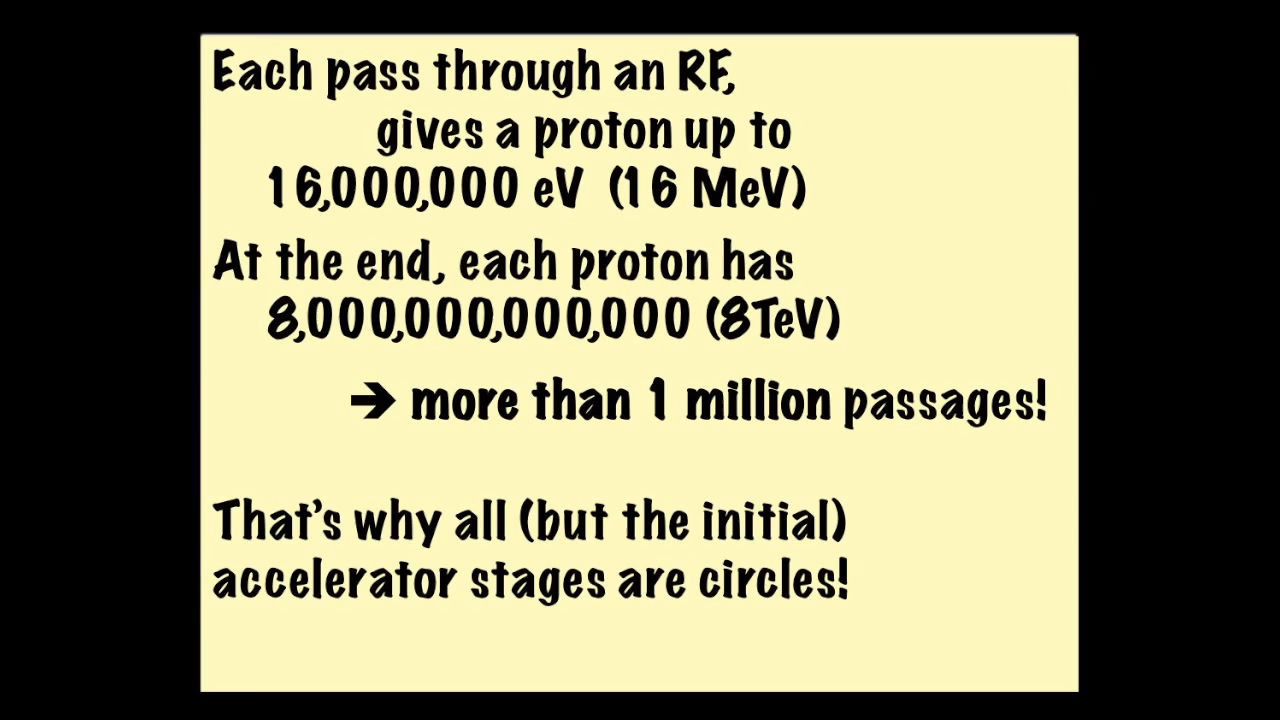 Each pass through an RF,
gives a proton up to
16,000,000 eV (16 MeV)
At the end, each proton has
8,000,000,000,000 (8TeV)
→ more than 1 million passages!
That's why all (but the initial)
accelerator stages are circles!